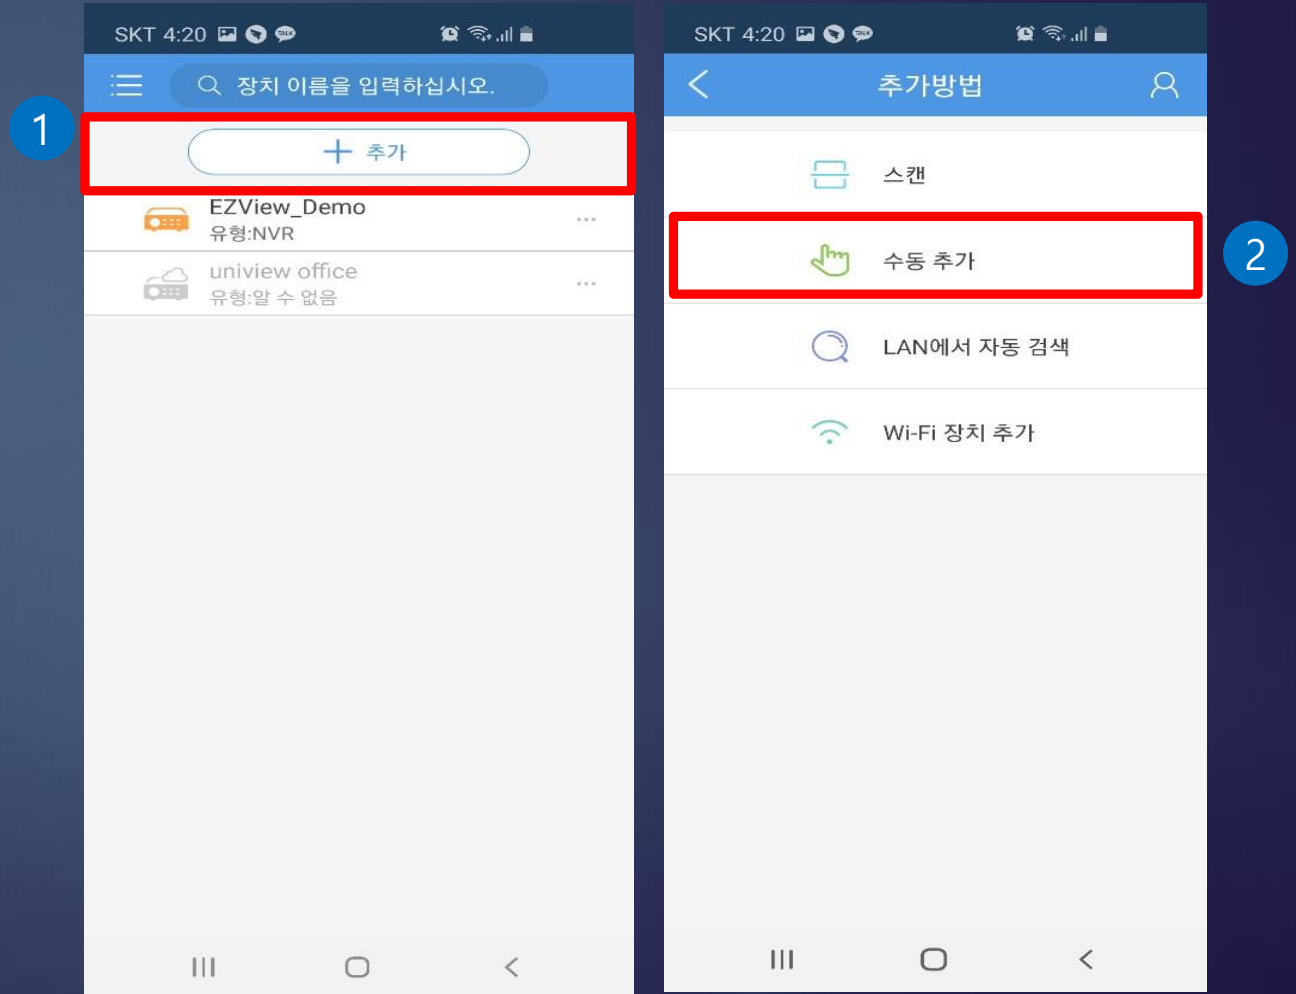 1
SKT 4:20 TALK
장치 이름을 입력하십시오.
추가
EZView_Demo
유형:NVR
uniview office
유형:알 수 없음
SKT 4:20 TALK
추가방법
스캔
2
수동 추가
LAN에서 자동 검색
Wi-Fi 장치 추가